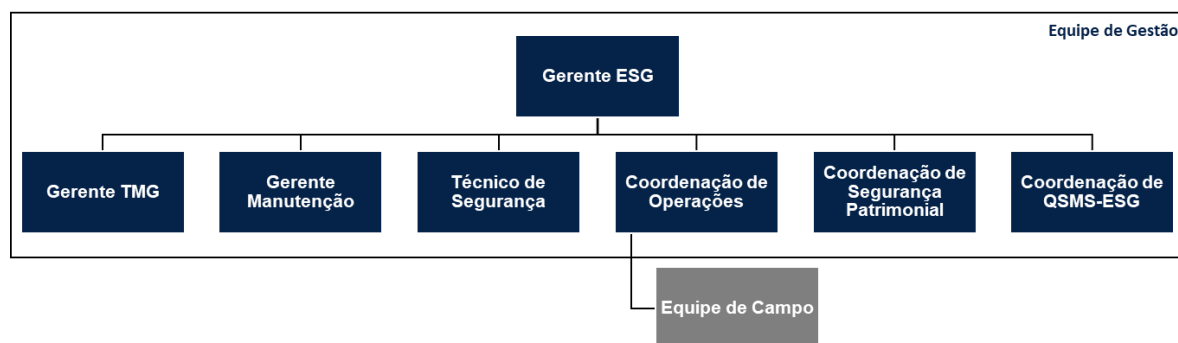 Equipe de Gestão
Gerente ESG
Gerente TMG
Gerente
Manutenção
Técnico de
Segurança
Coordenação de
Operações
Coordenação de
Segurança
Patrimonial
Coordenação de
QSMS-ESG
Equipe de Campo